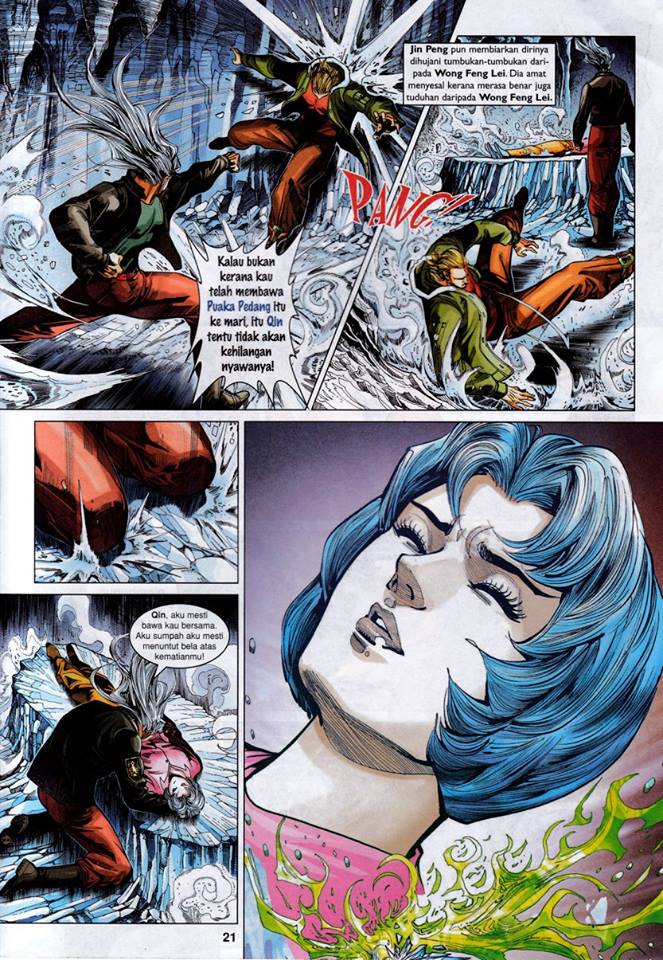 Kalau bukan
kerana kau
telah membawa
Puaka Pedang itu
ke mari, itu Qin
tentu tidak akan
kehilangan
nyawanya!
Jin Peng pun membiarkan dirinya
dihujani tumbukan-tumbukan dari-
pada Wong Feng Lei. Dia amat
menyesal kerana merasa benar juga
tuduhan daripada Wong Feng Lei.
PANG!
Qin, aku mesti
bawa kau bersama.
Aku sumpah aku mesti
menuntut bela atas
kematianmu!
21